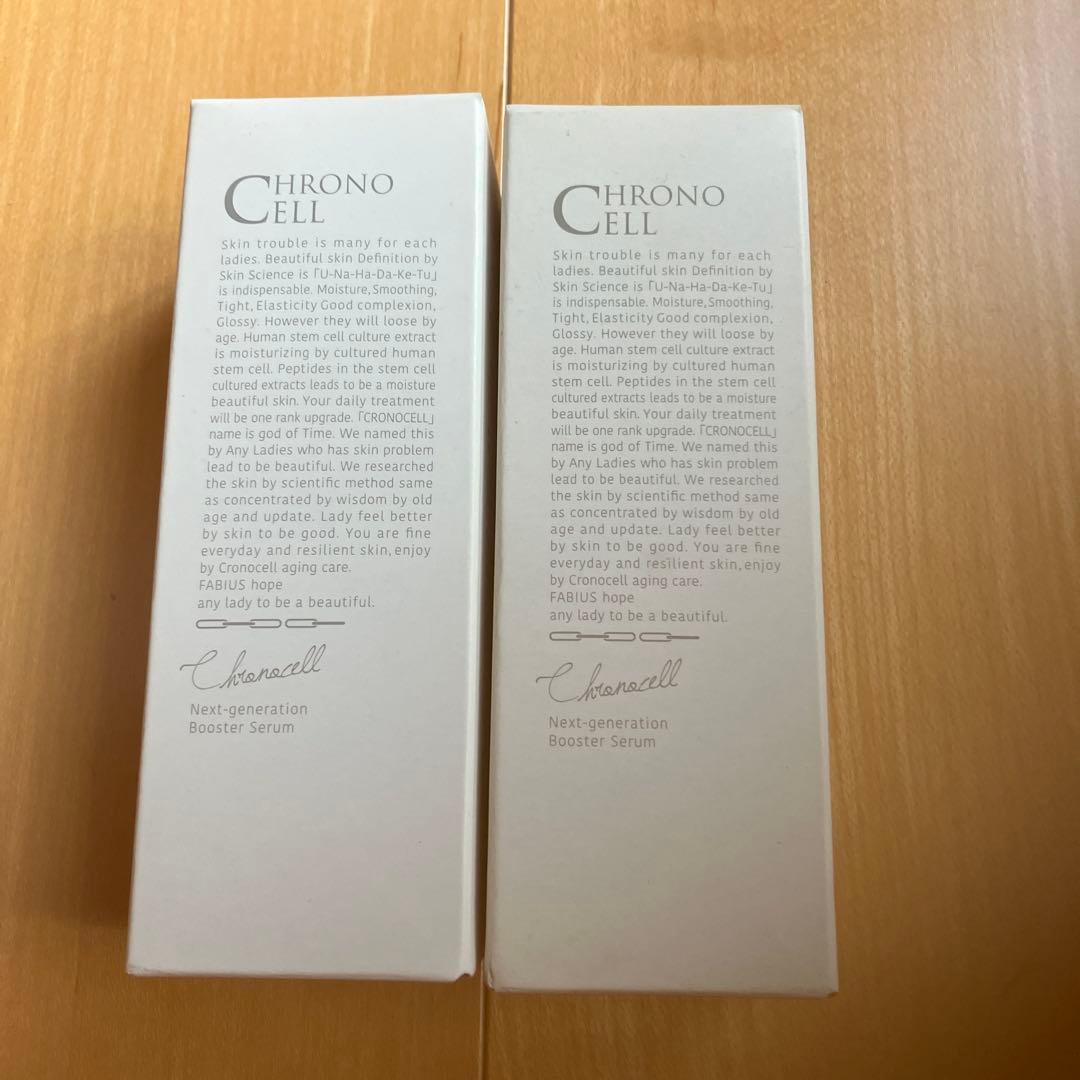 CHRONO
CELL
Skin trouble is many for each
ladies. Beautiful skin Definition by
Skin Science is「U-Na-Ha-Da-Ke-Tu」
is indispensable. Moisture, Smoothing,
Tight, Elasticity Good complexion,
Glossy. However they will loose by
age. Human stem cell culture extract
is moisturizing by cultured human
stem cell. Peptides in the stem cell
cultured extracts leads to be a moisture
beautiful skin. Your daily treatment
will be one rank upgrade.「CRONOCELL」
name is god of Time. We named this
by Any Ladies who has skin problem
lead to be beautiful. We researched
the skin by scientific method same
as concentrated by wisdom by old
age and update. Lady feel better
by skin to be good. You are fine
everyday and resilient skin, enjoy
by Cronocell aging care.
FABIUS hope
any lady to be a beautiful.
Chronocell
Next-generation
Booster Serum
CHRONO
CELL
Skin trouble is many for each
ladies. Beautiful skin Definition by
Skin Science is「U-Na-Ha-Da-Ke-Tu」
is indispensable. Moisture, Smoothing,
Tight, Elasticity Good complexion,
Glossy. However they will loose by
age. Human stem cell culture extract
is moisturizing by cultured human
stem cell. Peptides in the stem cell
cultured extracts leads to be a moisture
beautiful skin. Your daily treatment
will be one rank upgrade.「CRONOCELL」
name is god of Time. We named this
by Any Ladies who has skin problem
lead to be beautiful. We researched
the skin by scientific method same
as concentrated by wisdom by old
age and update. Lady feel better
by skin to be good. You are fine
everyday and resilient skin, enjoy
by Cronocell aging care.
FABIUS hope
any lady to be a beautiful.
Chronocell
Next-generation
Booster Serum